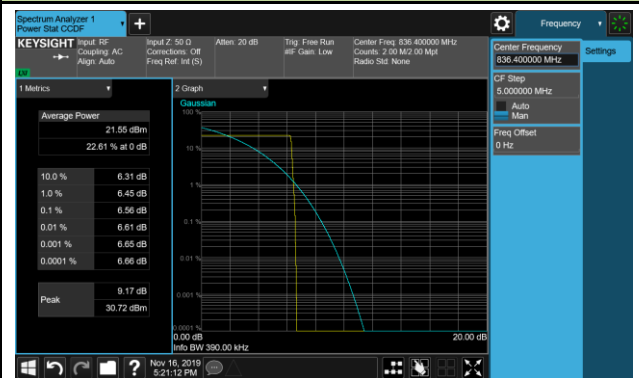 Spectrum Analyzer 1
Power Stat CCDF
Frequency
KEYSIGHT
Input: RF
Coupling: AC
Align: Auto
Input Z: 50 Ω
Corrections: Off
Freq Ref: Int (S)
Atten: 20 dB
Trig: Free Run
#IF Gain: Low
Center Freq: 836.400000 MHz
Counts: 2.00 M/2.00 Mpt
Radio Std: None
LXI
Center Frequency
836.400000 MHz
Settings
CF Step
5.000000 MHz
Auto
Man
Freq Offset
0 Hz
1 Metrics
Average Power
21.55 dBm
22.61 % at 0 dB
10.0 % 6.31 dB
1.0 % 6.45 dB
0.1 % 6.56 dB
0.01 % 6.61 dB
0.001 % 6.65 dB
0.0001 % 6.66 dB
Peak
9.17 dB
30.72 dBm
2 Graph
Gaussian
100 %
10 %
1 %
0.1 %
0.01 %
0.001 %
0.0001 %
0.00 dB 20.00 dB
Info BW 390.00 kHz
?
Nov 16, 2019
5:21:12 PM